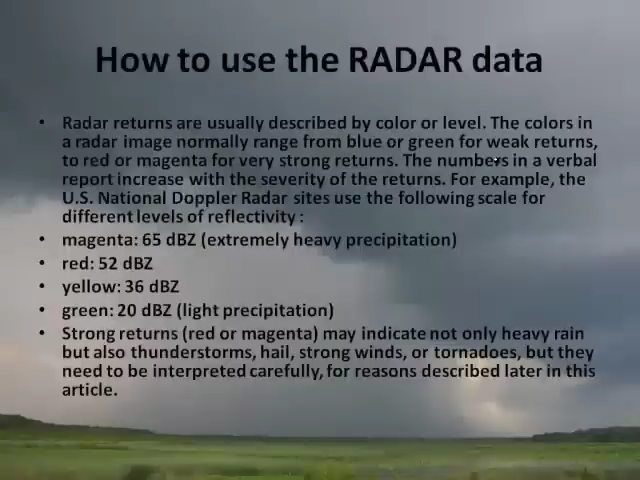 How to use the RADAR data
• Radar returns are usually described by color or level. The colors in
a radar image normally range from blue or green for weak returns,
to red or magenta for very strong returns. The numbers in a verbal
report increase with the severity of the returns. For example, the
U.S. National Doppler Radar sites use the following scale for
different levels of reflectivity :
• magenta: 65 dBZ (extremely heavy precipitation)
• red: 52 dBZ
• yellow: 36 dBZ
• green: 20 dBZ (light precipitation)
• Strong returns (red or magenta) may indicate not only heavy rain
but also thunderstorms, hail, strong winds, or tornadoes, but they
need to be interpreted carefully, for reasons described later in this
article.